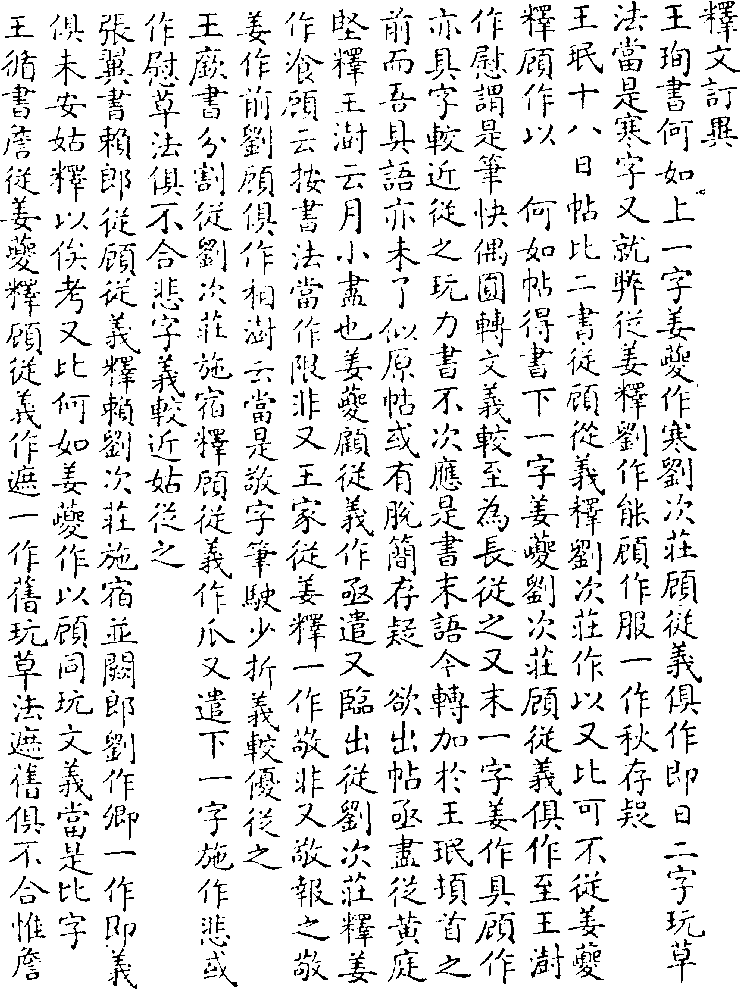 釋文訂異
王珣書何如上一字姜夔作寒劉次莊顧從義俱作即日二字玩草
法當是寒字又就弊從姜釋劉作能顧作服一作秋存疑
王珉十八日帖比二書從顧從義釋劉次莊作以又比可不從姜夔
釋顧作以　何如帖得書下一字姜夔劉次莊顧從義俱作至王澍
作慰謂是筆快偶圓轉文義較至為長從之又末一字姜作具顧作
亦具字較近從之玩力書不次應是書末語今轉加於王珉頊首之
前而吾具語亦未了似原帖或有脫簡存疑　欲出帖亟盡從黄庭
堅釋王澍云月小盡也姜夔顧從義作亟遣又臨出從劉次莊釋姜
作飡顧云按書法當作限非又王家從姜釋一作敬非又敬報之敬
姜作前劉顧俱作相澍云當是敬字筆駛少折義較優從之
王廞書分割從劉次莊施宿釋顧從義作爪又遣下一字施作悲或
作慰草法俱不合悲字義較近姑從之
張翼書賴郎從顧從義釋賴劉次莊施宿並闕郎劉作卿一作即義
俱未安姑釋以俟考又比何如姜夔作以顧同玩文義當是比字
王循書詹從姜夔釋顧從義作遮一作舊玩草法遮舊俱不合惟詹